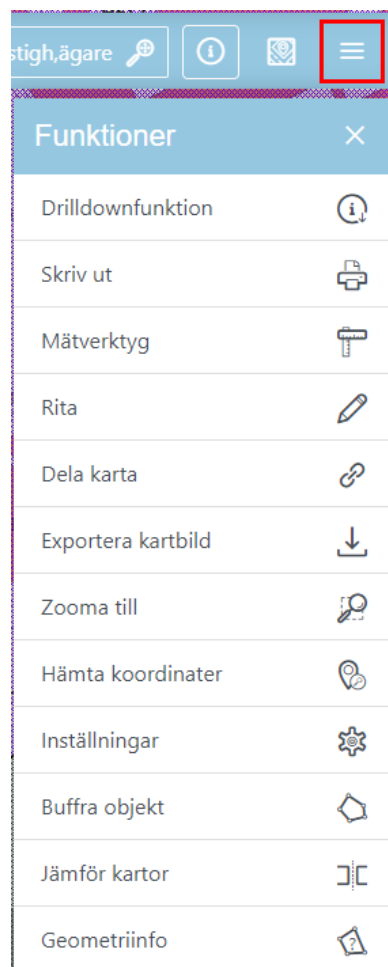 stigh,ägare
Funktioner
Drilldownfunktion
Skriv ut
Mätverktyg
Rita
Dela karta
Exportera kartbild
Zooma till
Hämta koordinater
Inställningar
Buffra objekt
Jämför kartor
Geometriinfo